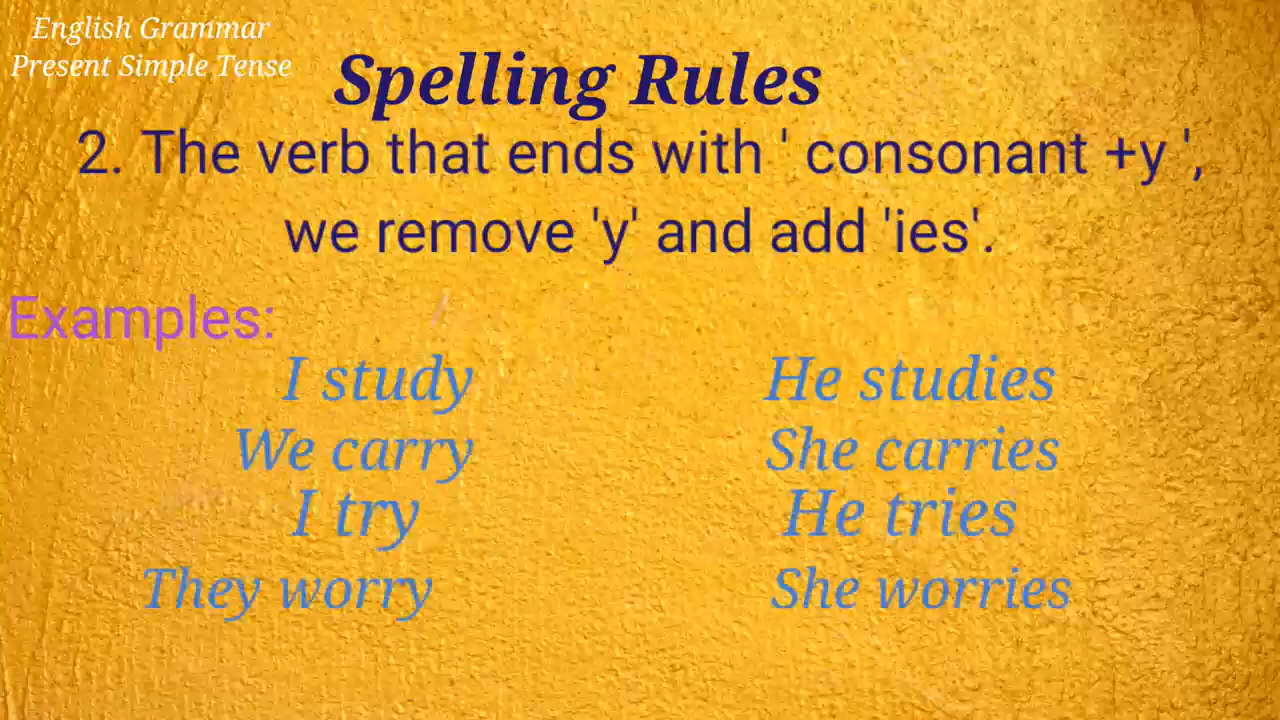 English Grammar
Present Simple Tense
Spelling Rules
2. The verb that ends with ' consonant +y ',
we remove 'y' and add 'ies'.
Examples:
I study He studies
We carry She carries
I try He tries
They worry She worries